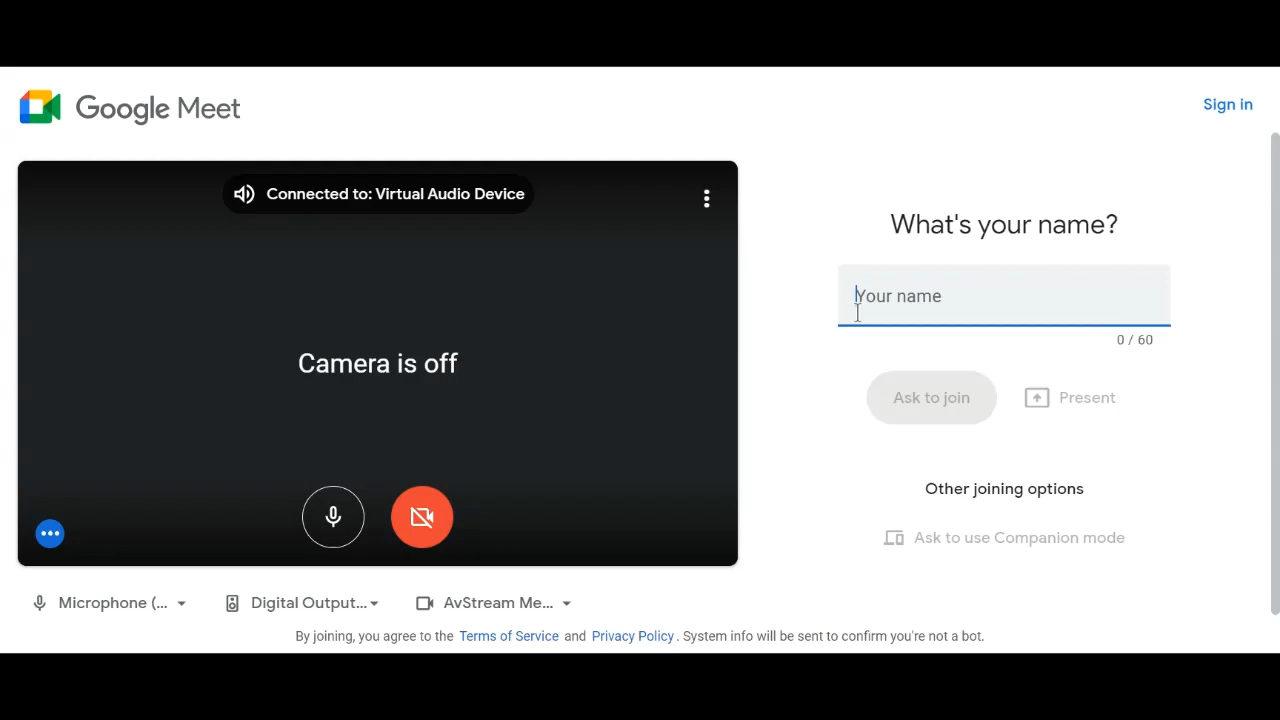 Google Meet
Sign in
Connected to: Virtual Audio Device
Camera is off
What's your name?
Your name
0 / 60
Ask to join
Present
Other joining options
Ask to use Companion mode
Microphone (...
Digital Output...
AvStream Me...
By joining, you agree to the Terms of Service and Privacy Policy. System info will be sent to confirm you're not a bot.